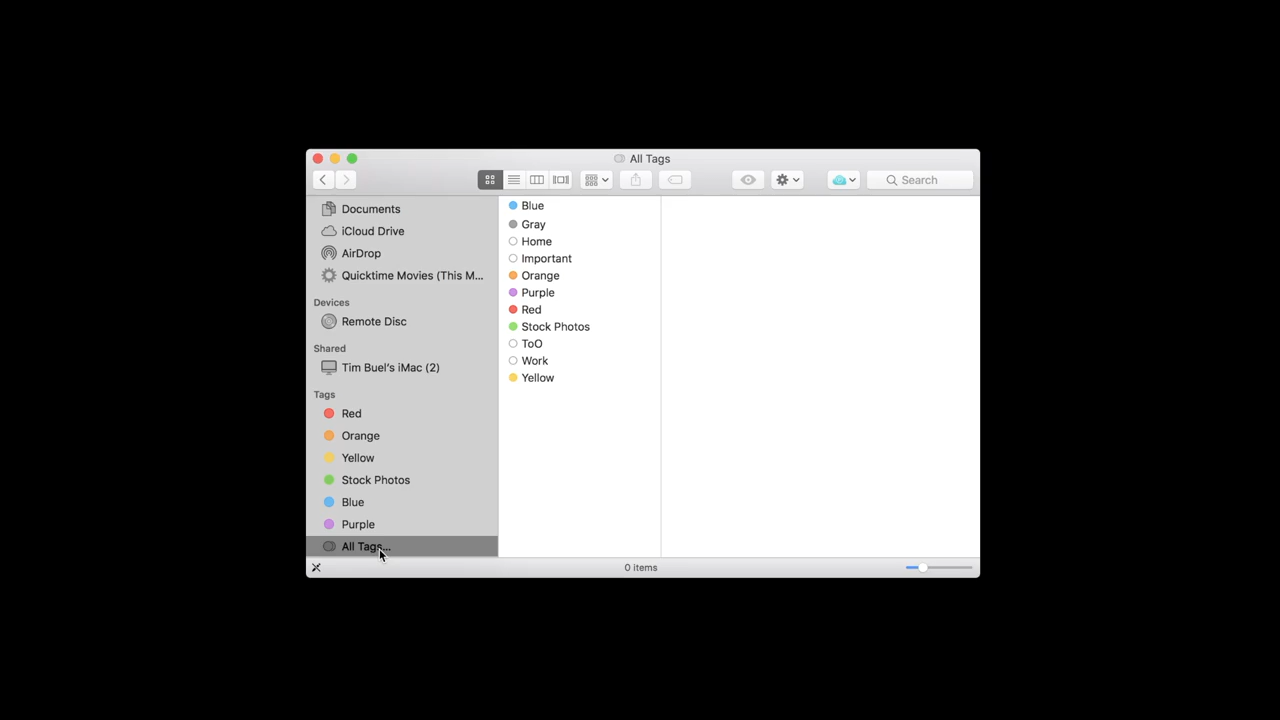 All Tags
Search
Documents
iCloud Drive
AirDrop
Quicktime Movies (This M...
Devices
Remote Disc
Shared
Tim Buel's iMac (2)
Tags
Red
Orange
Yellow
Stock Photos
Blue
Purple
All Tags...
Blue
Gray
Home
Important
Orange
Purple
Red
Stock Photos
ToO
Work
Yellow
0 items